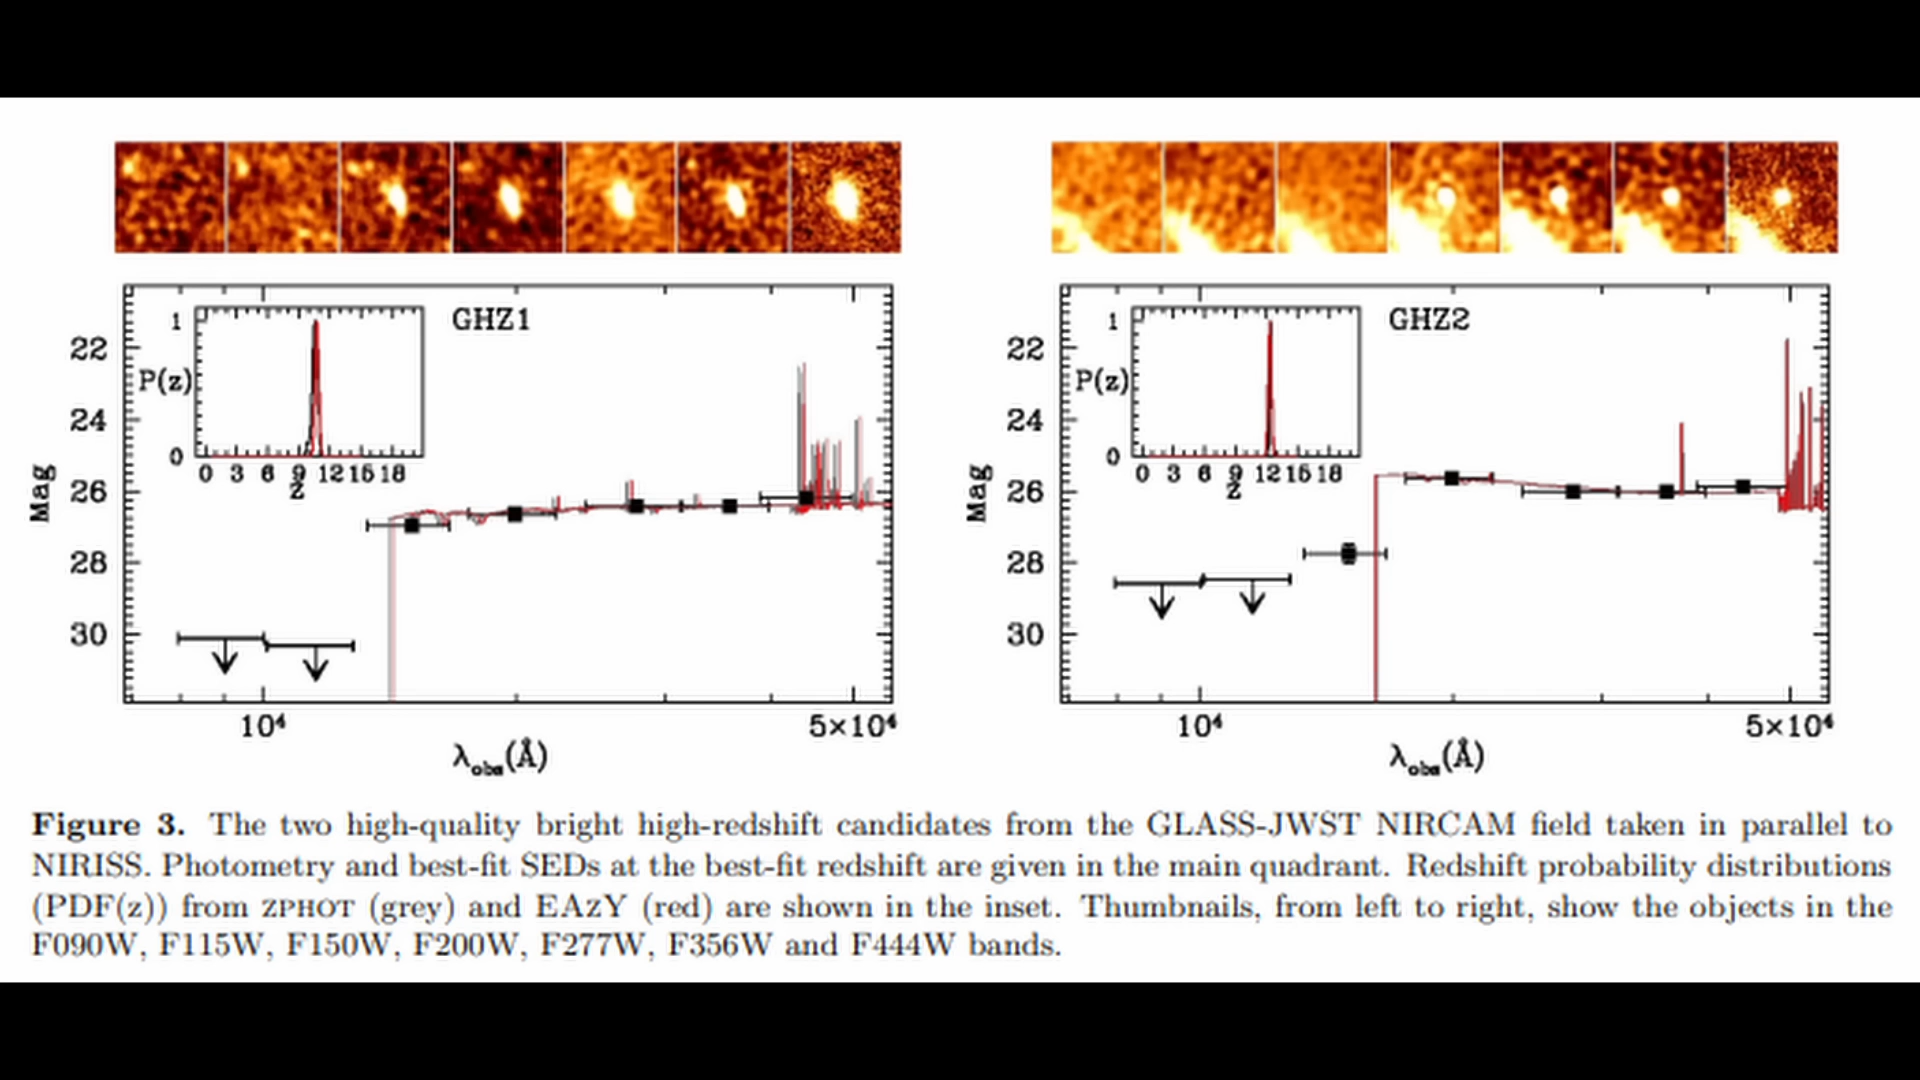 GHZ1
1
P(z)
0
0 3 6 9 12 15 18
z
22
24
26
28
30
Mag
10⁴
5×10⁴
λobs(Å)
GHZ2
1
P(z)
0
0 3 6 9 12 15 18
z
22
24
26
28
30
Mag
10⁴
5×10⁴
λobs(Å)
Figure 3. The two high-quality bright high-redshift candidates from the GLASS-JWST NIRCAM field taken in parallel to
NIRISS. Photometry and best-fit SEDs at the best-fit redshift are given in the main quadrant. Redshift probability distributions
(PDF(z)) from ZPHOT (grey) and EAzY (red) are shown in the inset. Thumbnails, from left to right, show the objects in the
F090W, F115W, F150W, F200W, F277W, F356W and F444W bands.